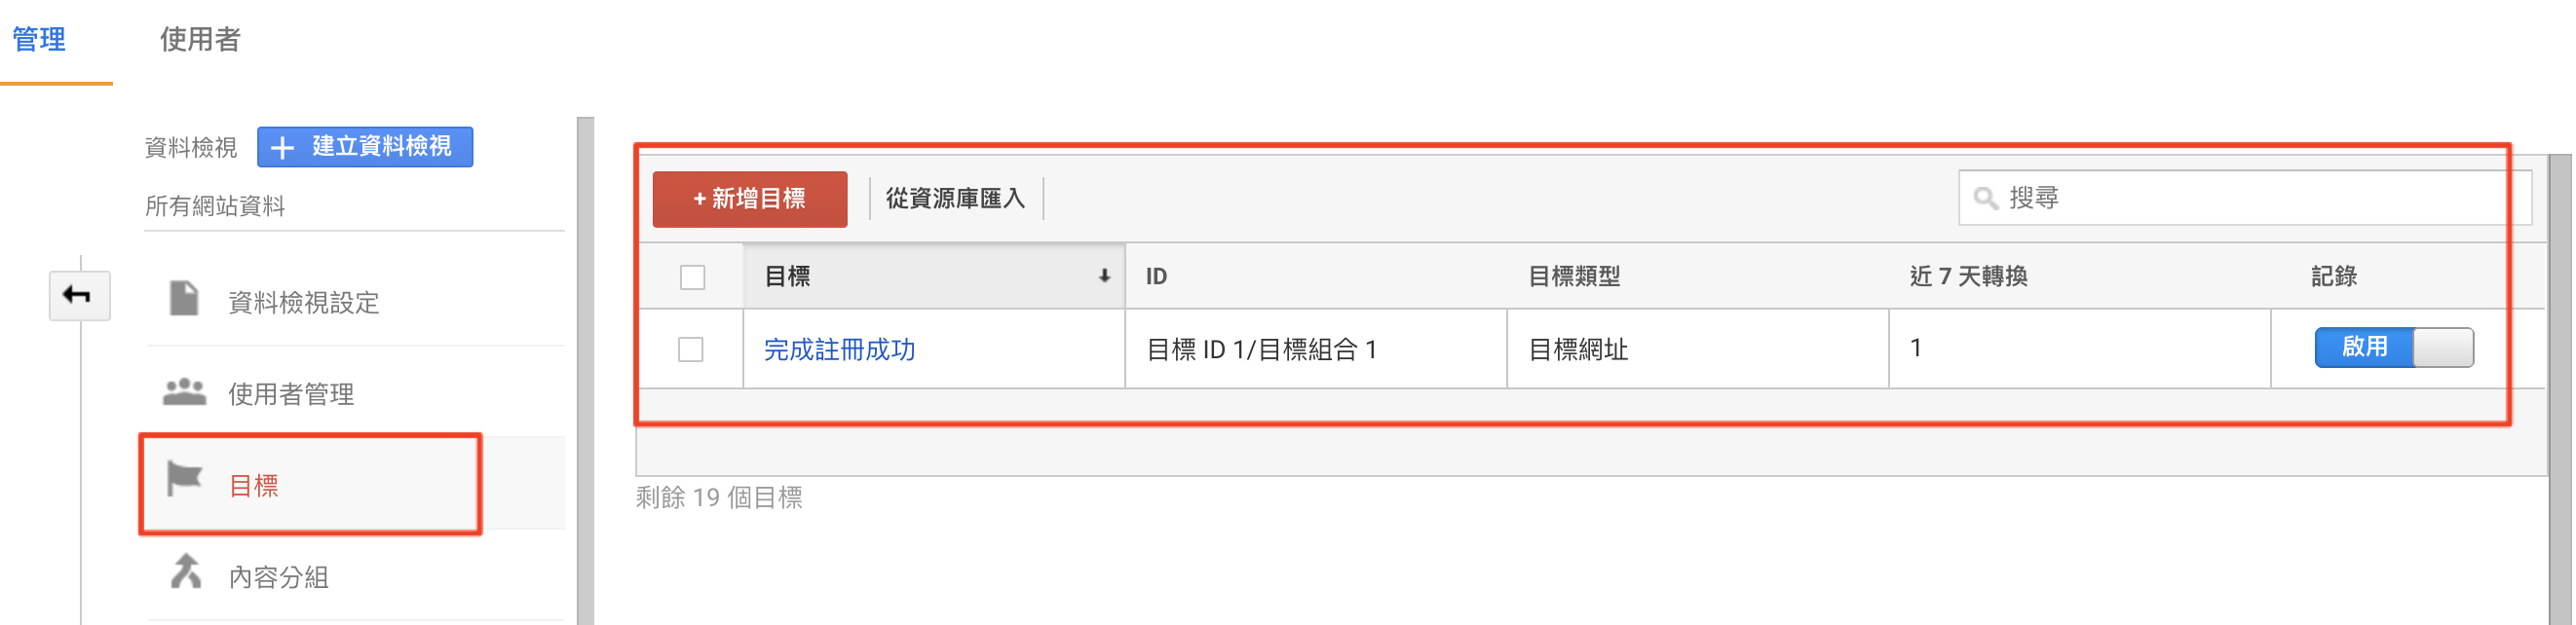 管理
使用者
資料檢視
+ 建立資料檢視
所有網站資料
資料檢視設定
使用者管理
目標
內容分組
+ 新增目標
從資源庫匯入
搜尋
目標
ID
目標類型
近 7 天轉換
記錄
完成註冊成功
目標 ID 1/目標組合 1
目標網址
1
啟用
剩餘 19 個目標